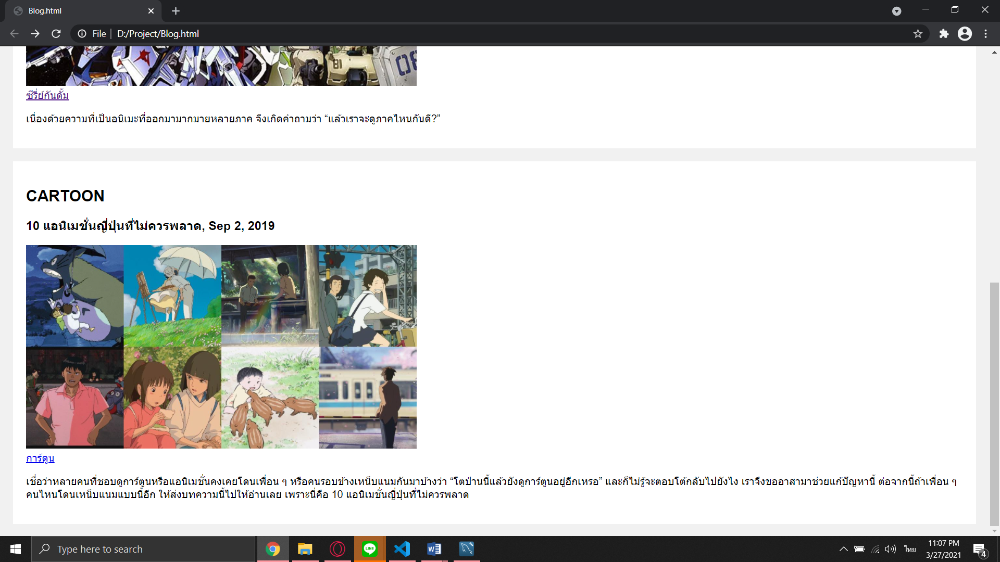 Blog.html
File
D:/Project/Blog.html
81
ซีรี่ย์กันดั้ม
เนื่องด้วยความที่เป็นอนิเมะที่ออกมามากมายหลายภาค จึงเกิดคำถามว่า “แล้วเราจะดูภาคไหนกันดี?”
CARTOON
10 แอนิเมชั่นญี่ปุ่นที่ไม่ควรพลาด, Sep 2, 2019
การ์ตูน
เชื่อว่าหลายคนที่ชอบดูการ์ตูนหรือแอนิเมชั่นคงเคยโดนเพื่อน ๆ หรือคนรอบข้างเหน็บแนมกันมาบ้างว่า “โตป่านนี้แล้วยังดูการ์ตูนอยู่อีกเหรอ” และก็ไม่รู้จะตอบโต้กลับไปยังไง เราจึงขออาสามาช่วยแก้ปัญหานี้ ต่อจากนี้ถ้าเพื่อน ๆ
คนไหนโดนเหน็บแนมแบบนี้อีก ให้ส่งบทความนี้ไปให้อ่านเลย เพราะนี่คือ 10 แอนิเมชั่นญี่ปุ่นที่ไม่ควรพลาด
Type here to search
LINE
ไทย
11:07 PM
3/27/2021
4